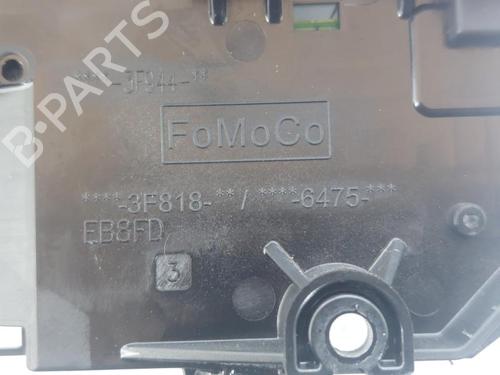 B-PARTS
****-3F944-**
FoMoCo
****-3F818-** / ****-6475-***
EB8FD
3